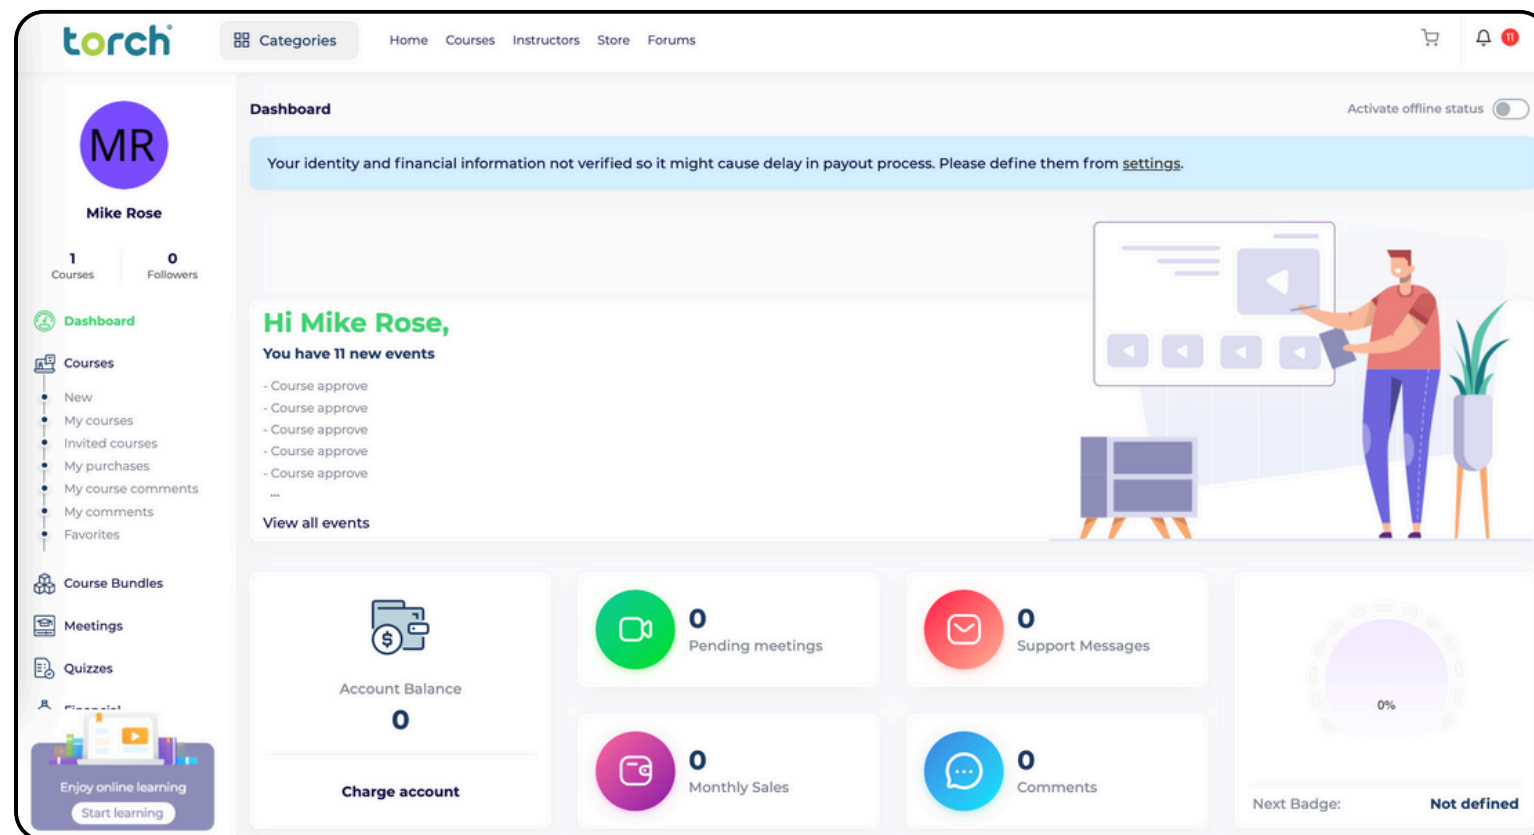 torch
Categories
Home Courses Instructors Store Forums
11
MR
Mike Rose
1 0
Courses Followers
Dashboard
Courses
New
My courses
Invited courses
My purchases
My course comments
My comments
Favorites
Course Bundles
Meetings
Quizzes
Financial
Enjoy online learning
Start learning
Dashboard
Activate offline status
Your identity and financial information not verified so it might cause delay in payout process. Please define them from settings.
Hi Mike Rose,
You have 11 new events
- Course approve
- Course approve
- Course approve
- Course approve
- Course approve
...
View all events
$
Account Balance
0
Charge account
0
Pending meetings
0
Support Messages
0
Monthly Sales
0
Comments
0%
Next Badge: Not defined